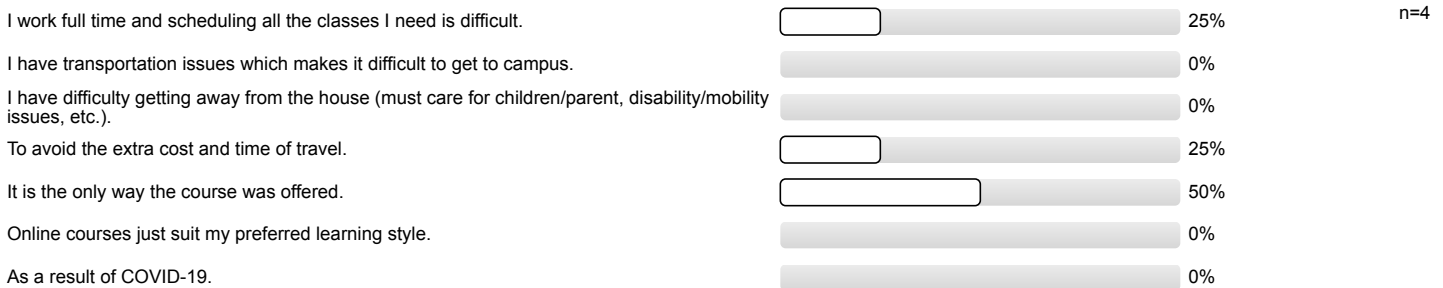 I work full time and scheduling all the classes I need is difficult. 25% n=4
I have transportation issues which makes it difficult to get to campus. 0%
I have difficulty getting away from the house (must care for children/parent, disability/mobility
issues, etc.). 0%
To avoid the extra cost and time of travel. 25%
It is the only way the course was offered. 50%
Online courses just suit my preferred learning style. 0%
As a result of COVID-19. 0%